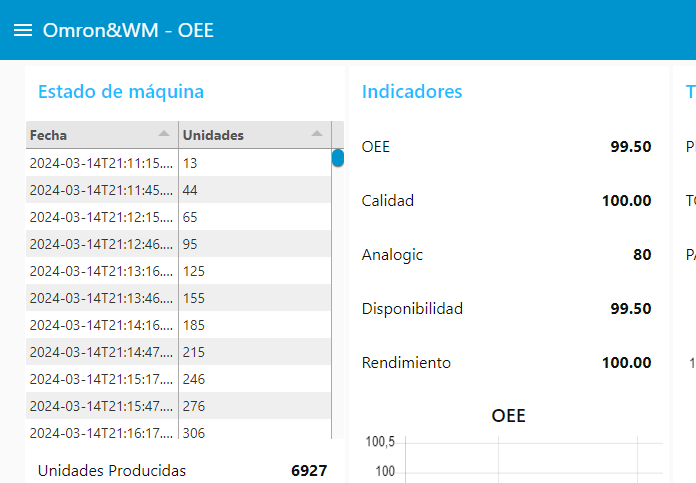 Omron&WM - OEE
Estado de máquina
Fecha Unidades
2024-03-14T21:11:15.... 13
2024-03-14T21:11:45.... 44
2024-03-14T21:12:15.... 65
2024-03-14T21:12:46.... 95
2024-03-14T21:13:16.... 125
2024-03-14T21:13:46.... 155
2024-03-14T21:14:16.... 185
2024-03-14T21:14:47.... 215
2024-03-14T21:15:17.... 246
2024-03-14T21:15:47.... 276
2024-03-14T21:16:17.... 306
Unidades Producidas 6927
Indicadores
OEE 99.50
Calidad 100.00
Analogic 80
Disponibilidad 99.50
Rendimiento 100.00
OEE
100,5
100
T
1